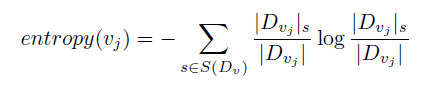 entropy(v_j) = − ∑_{s∈S(D_v)} |D_{v_j}|_s / |D_{v_j}| log |D_{v_j}|_s / |D_{v_j}|